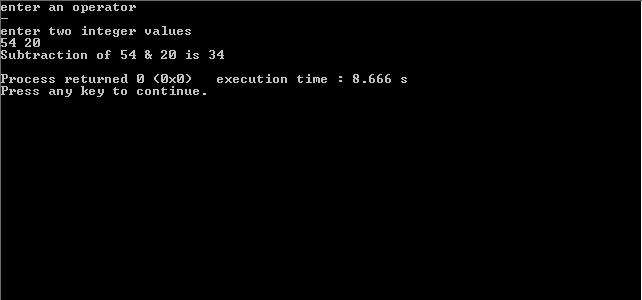 enter an operator
-
enter two integer values
54 20
Subtraction of 54 & 20 is 34
Process returned 0 (0x0)   execution time : 8.666 s
Press any key to continue.